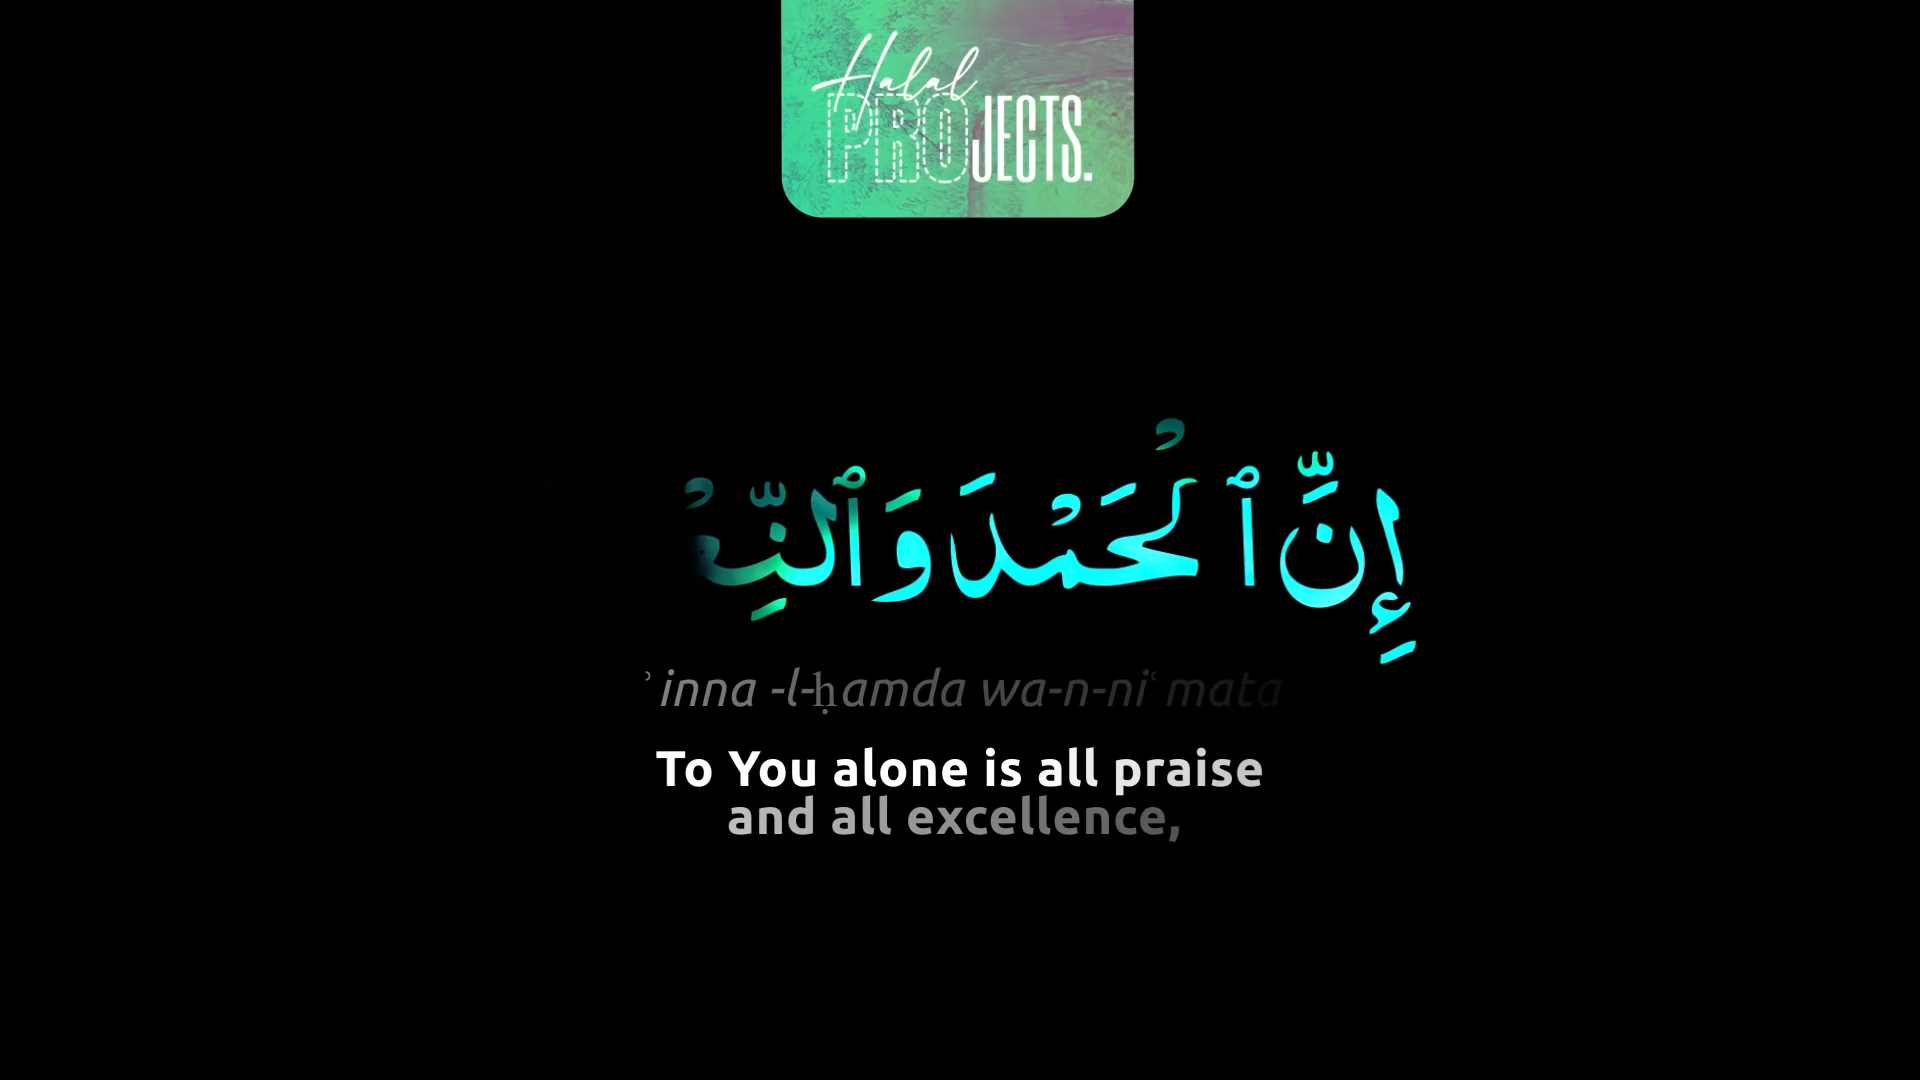 Halal
PROJECTS.
إِنَّ ٱلْحَمْدَ وَٱلنِّعْ
ʾinna -l-ḥamda wa-n-niʿmata
To You alone is all praise
and all excellence,